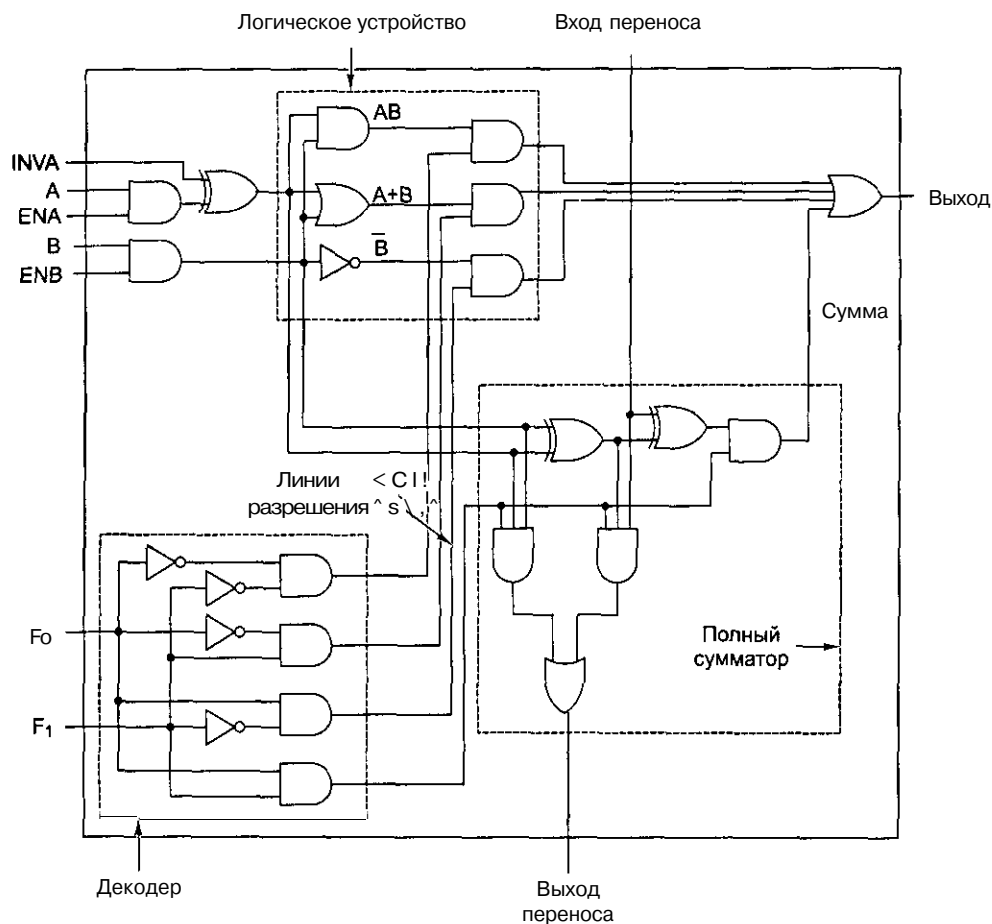 Логическое устройство
Вход переноса
AB
INVA
A
ENA
A+B
B
ENB
B̅
Выход
Сумма
Линии < C I !
разрешения ^ s \ , ^
Fo
F1
Полный
сумматор
Декодер
Выход
переноса